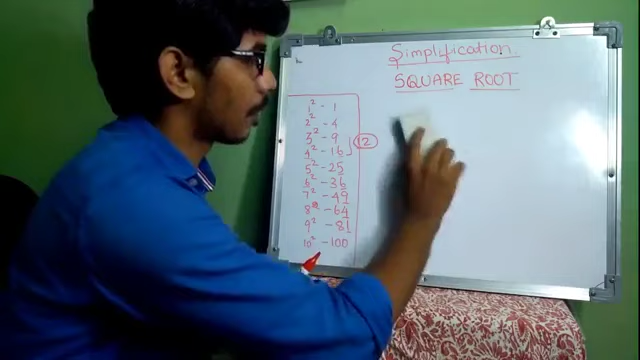 Simplification.
SQUARE ROOT
1² - 1
2² - 4
3² - 9
4² - 16
12
5² - 25
6² - 36
7² - 49
8² - 64
9² - 81
10² - 100